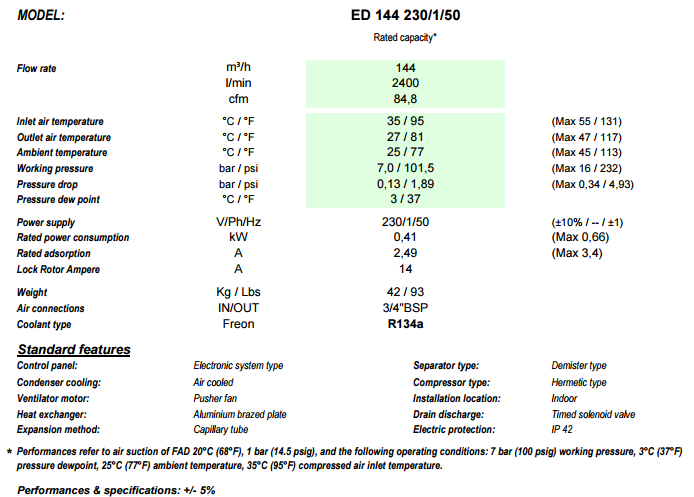 MODEL: ED 144 230/1/50
Rated capacity*
Flow rate m³/h 144
l/min 2400
cfm 84,8
Inlet air temperature °C / °F 35 / 95 (Max 55 / 131)
Outlet air temperature °C / °F 27 / 81 (Max 47 / 117)
Ambient temperature °C / °F 25 / 77 (Max 45 / 113)
Working pressure bar / psi 7,0 / 101,5 (Max 16 / 232)
Pressure drop bar / psi 0,13 / 1,89 (Max 0,34 / 4,93)
Pressure dew point °C / °F 3 / 37
Power supply V/Ph/Hz 230/1/50 (±10% / -- / ±1)
Rated power consumption kW 0,41 (Max 0,66)
Rated adsorption A 2,49 (Max 3,4)
Lock Rotor Ampere A 14
Weight Kg / Lbs 42 / 93
Air connections IN/OUT 3/4"BSP
Coolant type Freon R134a
Standard features
Control panel: Electronic system type Separator type: Demister type
Condenser cooling: Air cooled Compressor type: Hermetic type
Ventilator motor: Pusher fan Installation location: Indoor
Heat exchanger: Aluminium brazed plate Drain discharge: Timed solenoid valve
Expansion method: Capillary tube Electric protection: IP 42
* Performances refer to air suction of FAD 20°C (68°F), 1 bar (14.5 psig), and the following operating conditions: 7 bar (100 psig) working pressure, 3°C (37°F)
pressure dewpoint, 25°C (77°F) ambient temperature, 35°C (95°F) compressed air inlet temperature.
Performances & specifications: +/- 5%